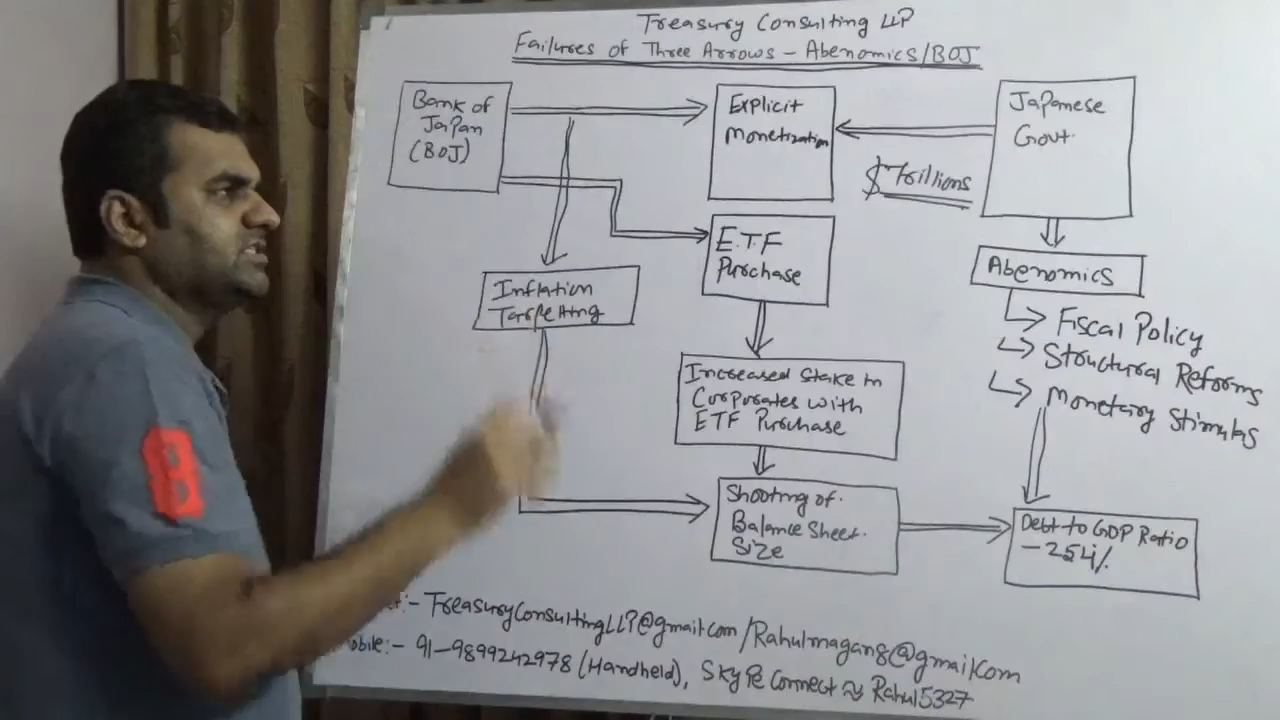 Treasury Consulting LLP
Failures of Three Arrows - Abenomics/BOJ
Bank of
Japan
(BOJ)
Explicit
Monetization
Japanese
Govt.
$ Trillions
E.T.F
Purchase
Abenomics
Inflation
Targetting
Fiscal Policy
Structural Reforms
Monetary Stimulus
Increased Stake in
Corporates with
ETF Purchase
Shooting of
Balance Sheet
Size
Debt to GDP Ratio
- 254%
:- TreasuryConsultingLLP@gmail.com/Rahulmagan8@gmail.com
obile:- 91-9899242978 (Handheld), Skype Connect ≈ Rahul5327
8